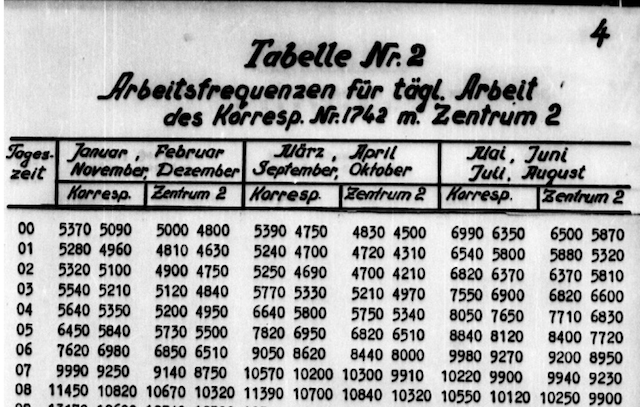 4
Tabelle Nr. 2
Arbeitsfrequenzen für tägl. Arbeit
des Korresp. Nr. 1742 m. Zentrum 2
Tages-zeit | Januar, Februar November, Dezember | März, April September, Oktober | Mai, Juni Juli, August
Korresp. Zentrum 2 Korresp. Zentrum 2 Korresp. Zentrum 2
00 5370 5090 5000 4800 5390 4750 4830 4500 6990 6350 6500 5870
01 5280 4960 4810 4630 5240 4700 4720 4310 6540 5800 5880 5320
02 5320 5100 4900 4750 5250 4690 4700 4210 6820 6370 6370 5810
03 5540 5210 5120 4840 5770 5330 5210 4970 7550 6900 6820 6600
04 5640 5350 5200 4950 6640 5800 5750 5340 8050 7650 7710 6830
05 6450 5840 5730 5500 7820 6950 6820 6510 8840 8120 8400 7720
06 7620 6980 6850 6510 9050 8620 8440 8000 9980 9270 9200 8950
07 9990 9250 9140 8750 10570 10200 10300 9910 10220 9900 9940 9230
08 11450 10820 10670 10320 11390 10700 10840 10320 10550 10120 10250 9900